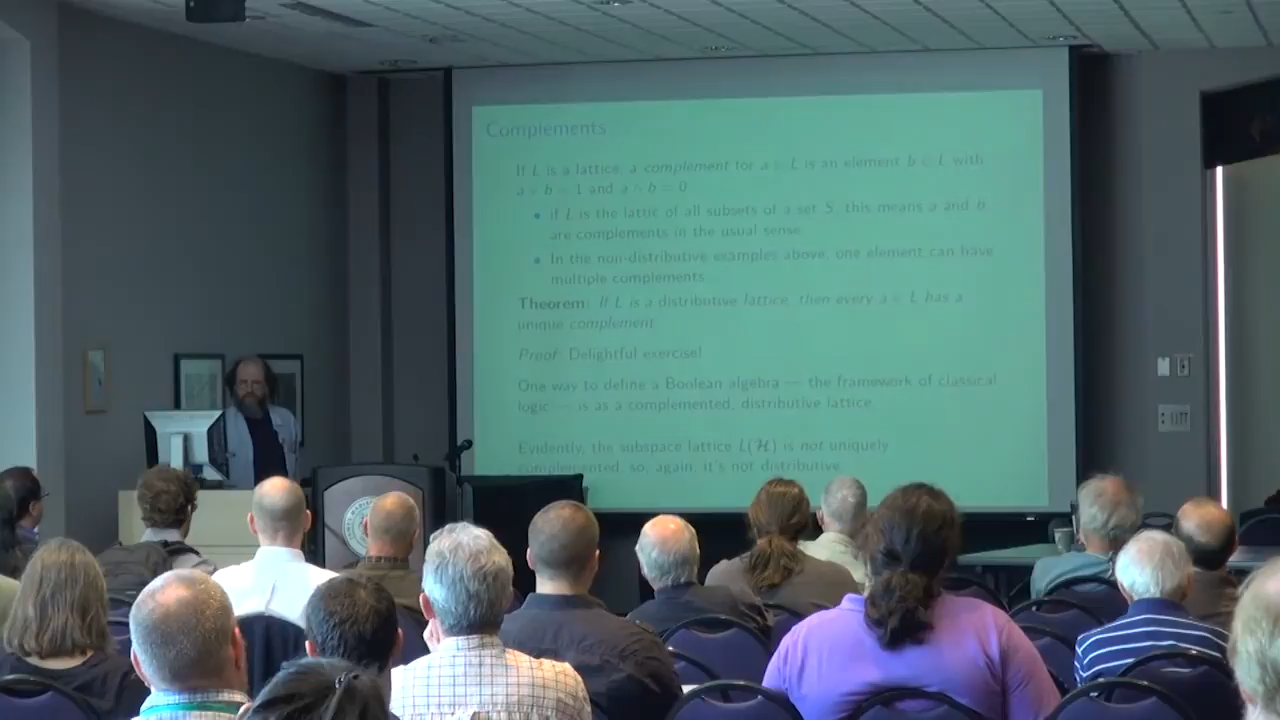 Complements
If L is a lattice, a complement for a ∈ L is an element b ∈ L with
a ∨ b = 1 and a ∧ b = 0
• if L is the lattic of all subsets of a set S, this means a and b
are complements in the usual sense
• In the non-distributive examples above, one element can have
multiple complements.
Theorem: If L is a distributive lattice, then every a ∈ L has a
unique complement.
Proof: Delightful exercise!
One way to define a Boolean algebra — the framework of classical
logic — is as a complemented, distributive lattice.
Evidently, the subspace lattice L(H) is not uniquely
complemented, so, again, it's not distributive.